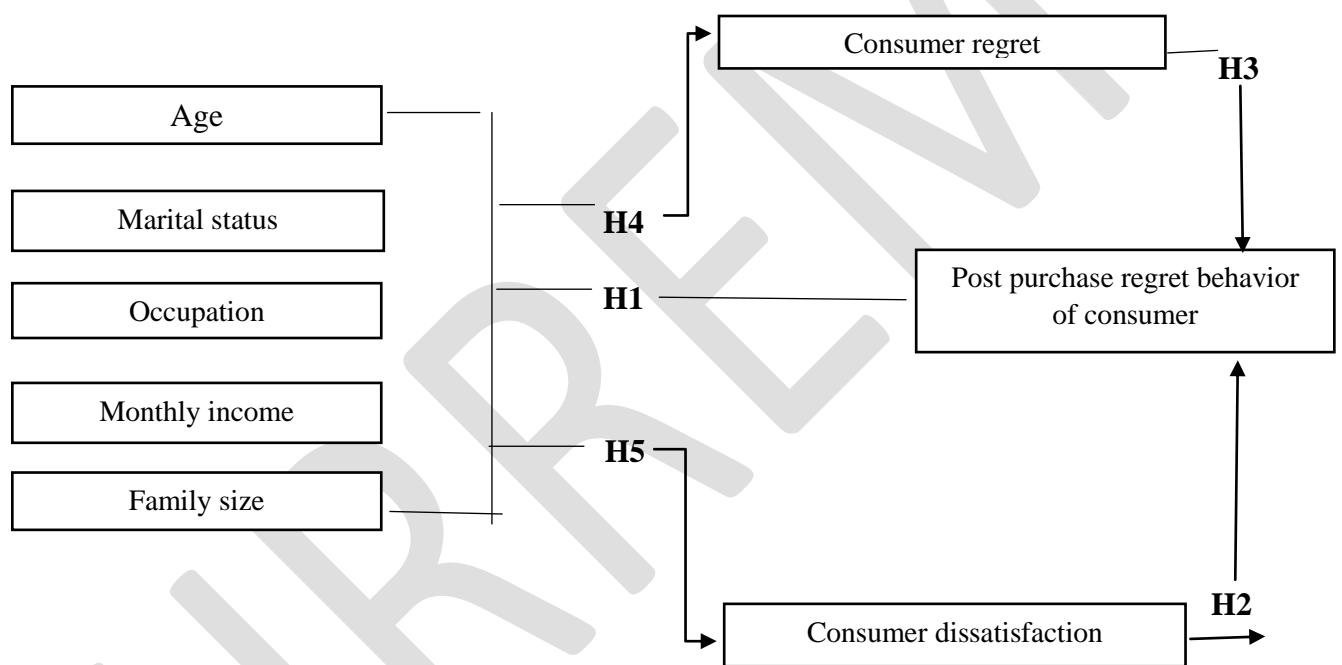 Consumer regret
H3
Age
Marital status
H4
Occupation
H1
Post purchase regret behavior
of consumer
Monthly income
H5
Family size
Consumer dissatisfaction
H2